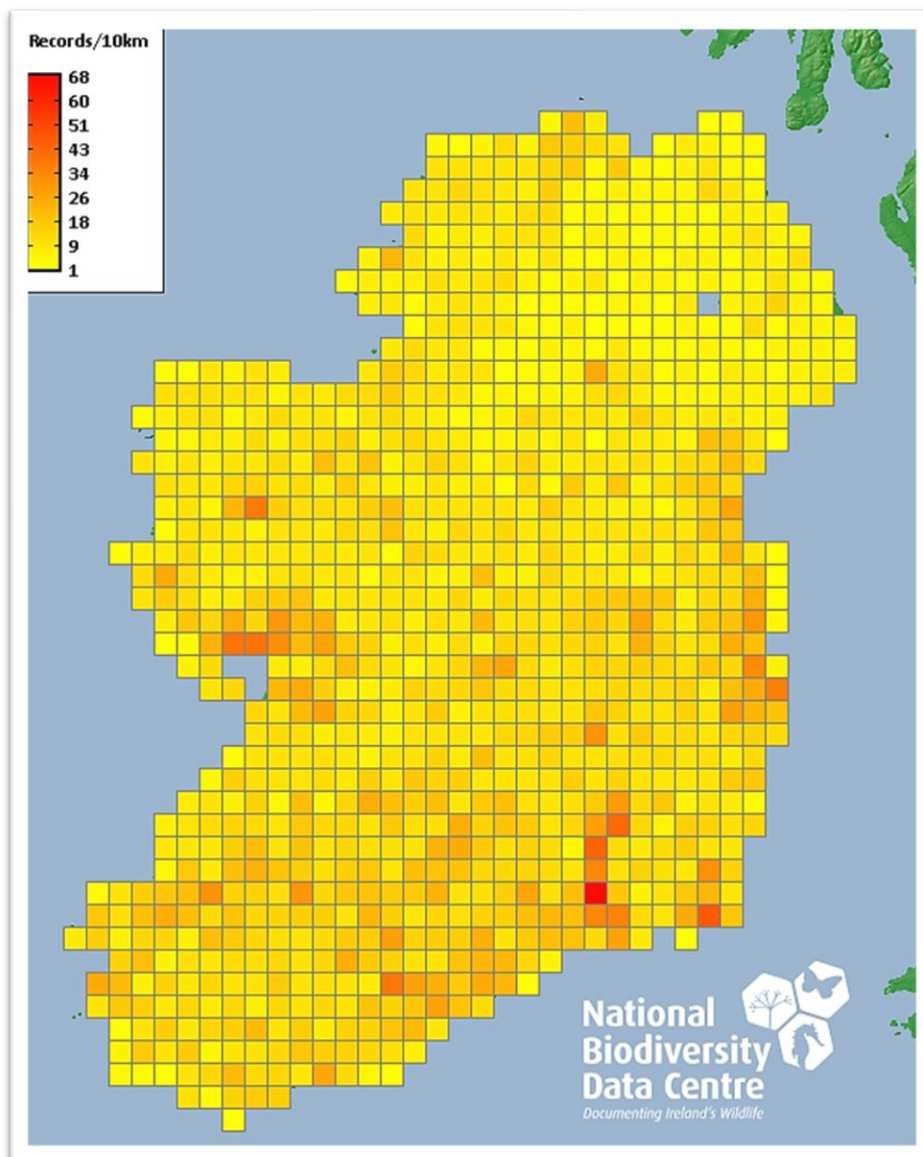 Records/10km
68
60
51
43
34
26
18
9
1
National
Biodiversity
Data Centre
Documenting Ireland's Wildlife